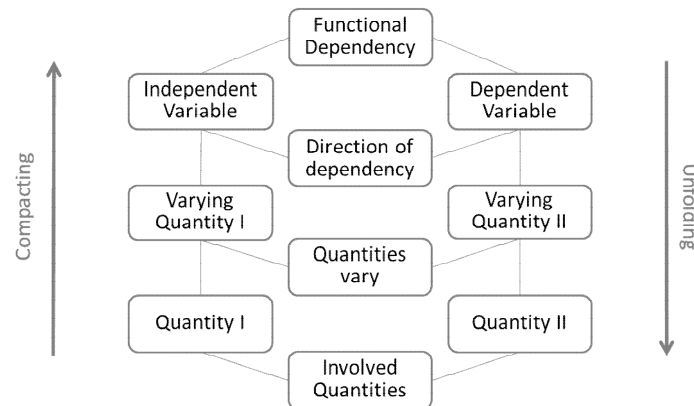 Functional
Dependency
Independent
Variable
Dependent
Variable
Direction of
dependency
Compacting
Unfolding
Varying
Quantity I
Varying
Quantity II
Quantities
vary
Quantity I
Quantity II
Involved
Quantities